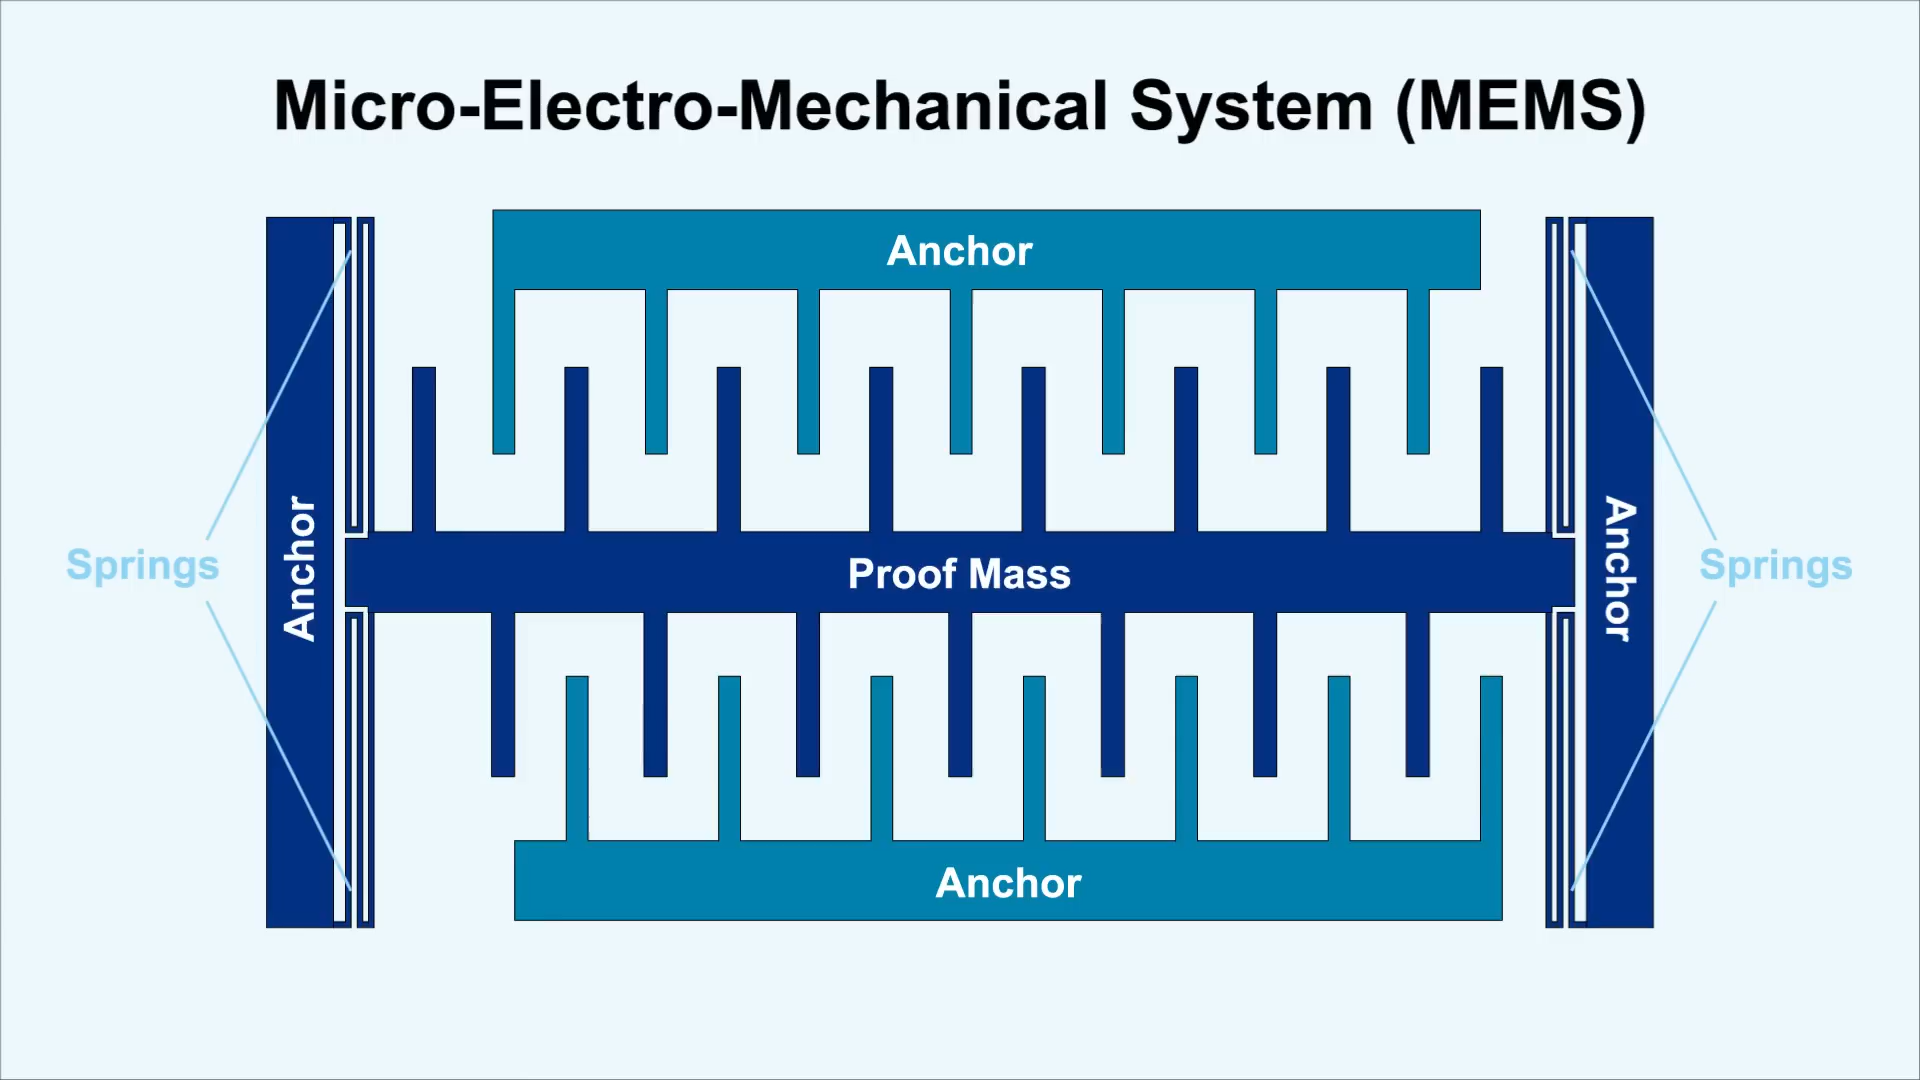 Micro-Electro-Mechanical System (MEMS)
Anchor
Springs
Anchor
Proof Mass
Anchor
Springs
Anchor